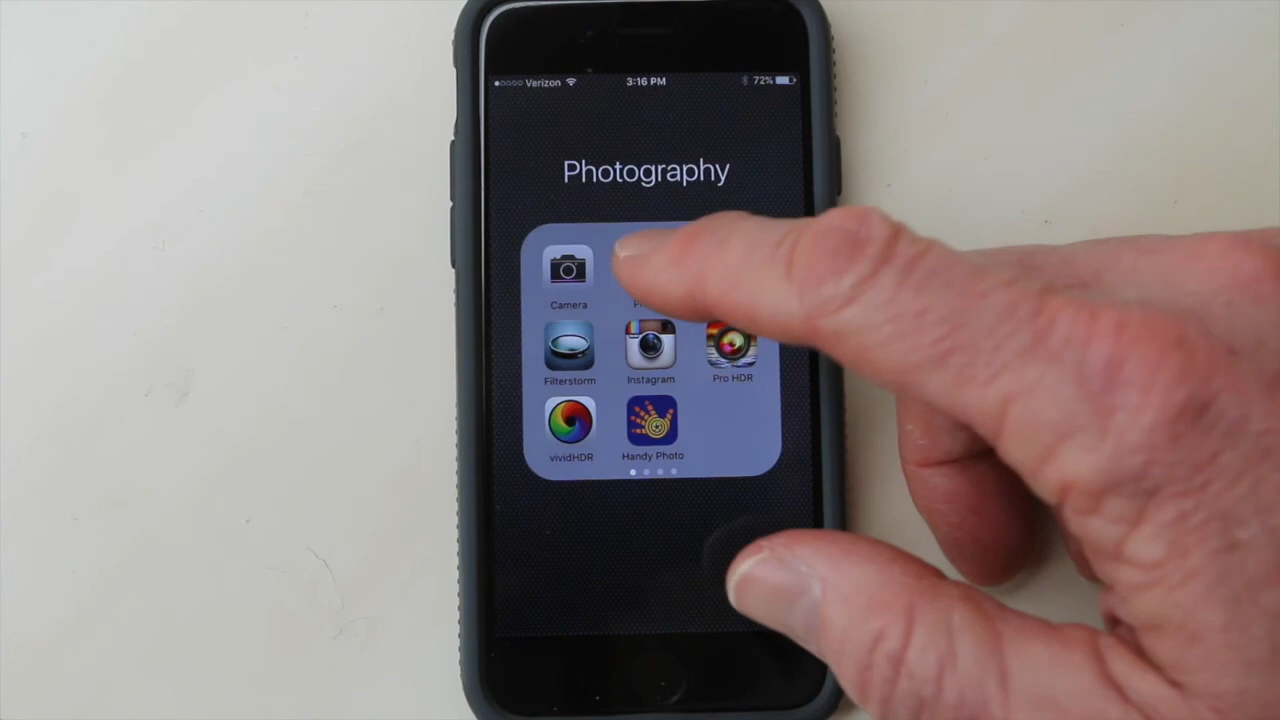 Verizon 3:16 PM 72%
Photography
Camera
Filterstorm Instagram Pro HDR
vividHDR Handy Photo